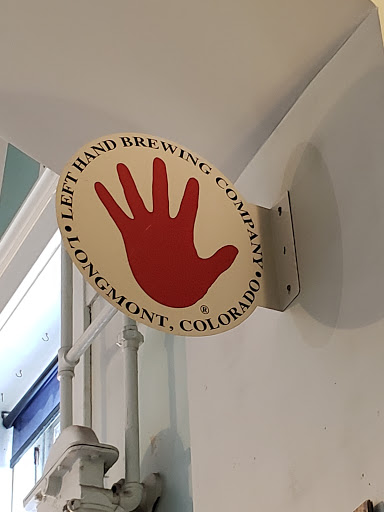 • LEFT HAND BREWING COMPANY •
LONGMONT, COLORADO
®